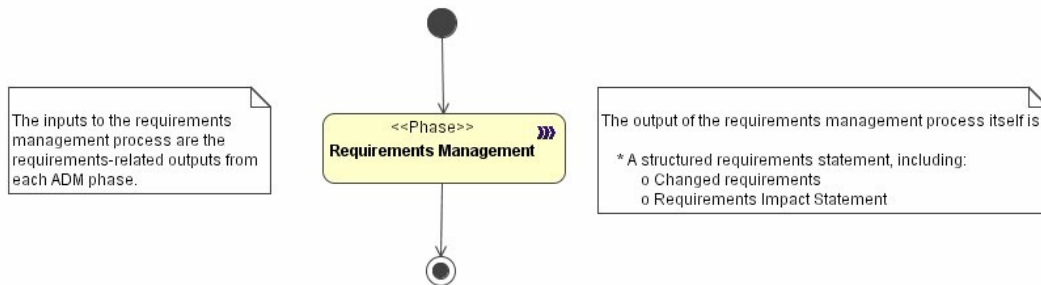 The inputs to the requirements
management process are the
requirements-related outputs from
each ADM phase.
<<Phase>>
Requirements Management
The output of the requirements management process itself is
* A structured requirements statement, including:
o Changed requirements
o Requirements Impact Statement